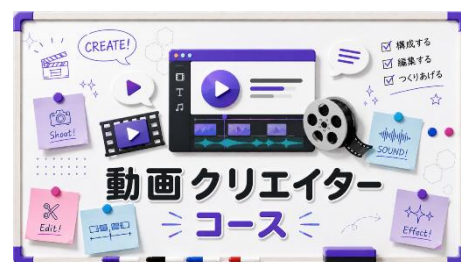 CREATE!
構成する
編集する
つくりあげる
Shoot!
T
SOUND!
動画クリエイター
コース
Edit!
Effect!